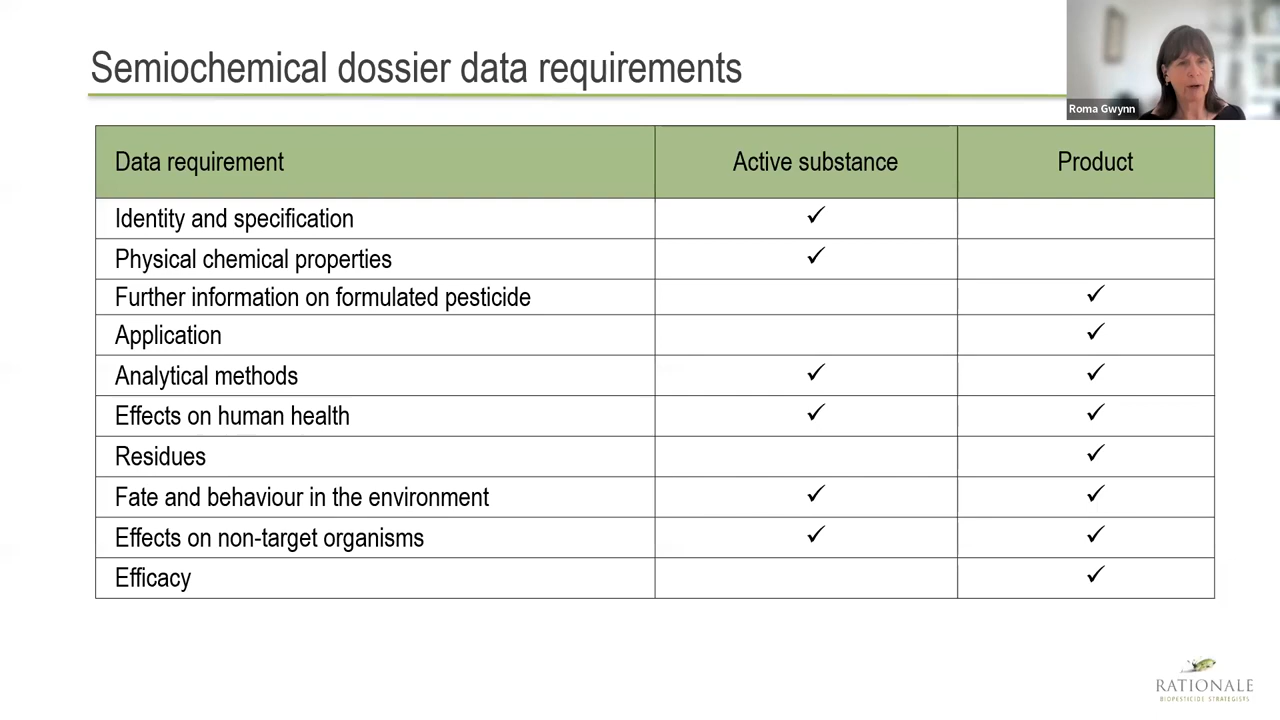 Semiochemical dossier data requirements
Roma Gwynn
Data requirement Active substance Product
Identity and specification ✓
Physical chemical properties ✓
Further information on formulated pesticide ✓
Application ✓
Analytical methods ✓ ✓
Effects on human health ✓ ✓
Residues ✓
Fate and behaviour in the environment ✓ ✓
Effects on non-target organisms ✓ ✓
Efficacy ✓
RATIONALE
BIOPESTICIDE STRATEGISTS